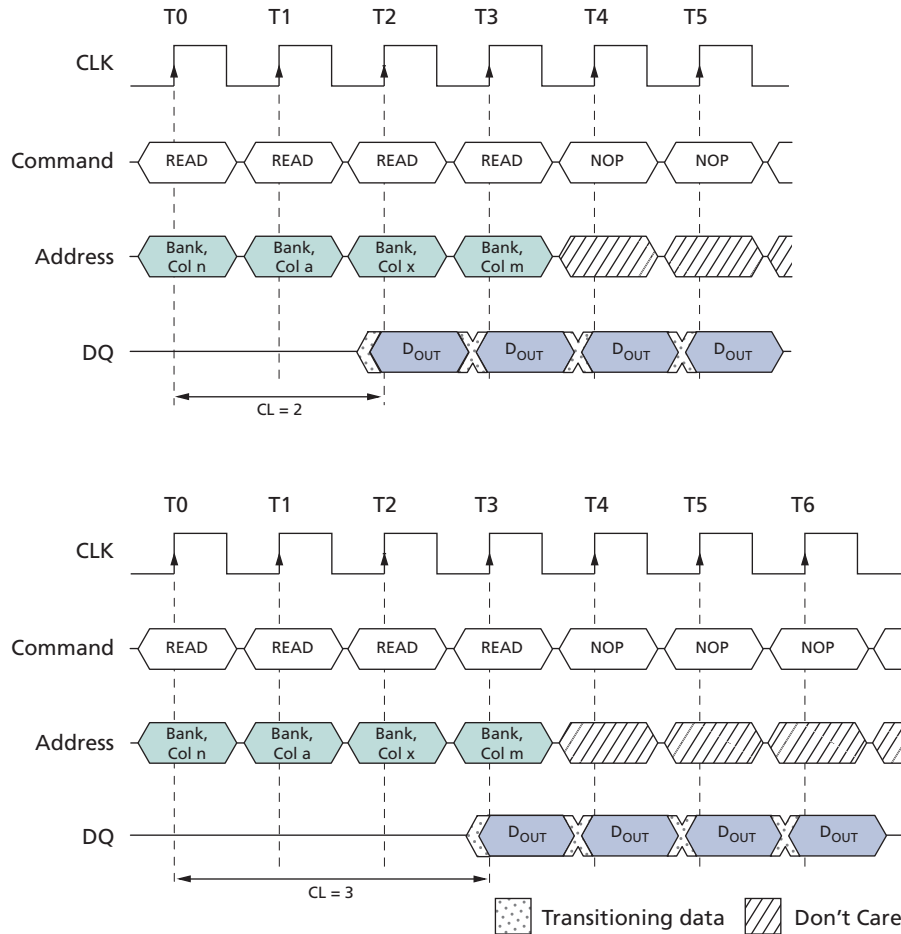 T0 T1 T2 T3 T4 T5
CLK
Command READ READ READ READ NOP NOP
Address Bank, Col n Bank, Col a Bank, Col x Bank, Col m
DQ DOUT DOUT DOUT DOUT
CL = 2
T0 T1 T2 T3 T4 T5 T6
CLK
Command READ READ READ READ NOP NOP NOP
Address Bank, Col n Bank, Col a Bank, Col x Bank, Col m
DQ DOUT DOUT DOUT DOUT
CL = 3
Transitioning data Don't Care